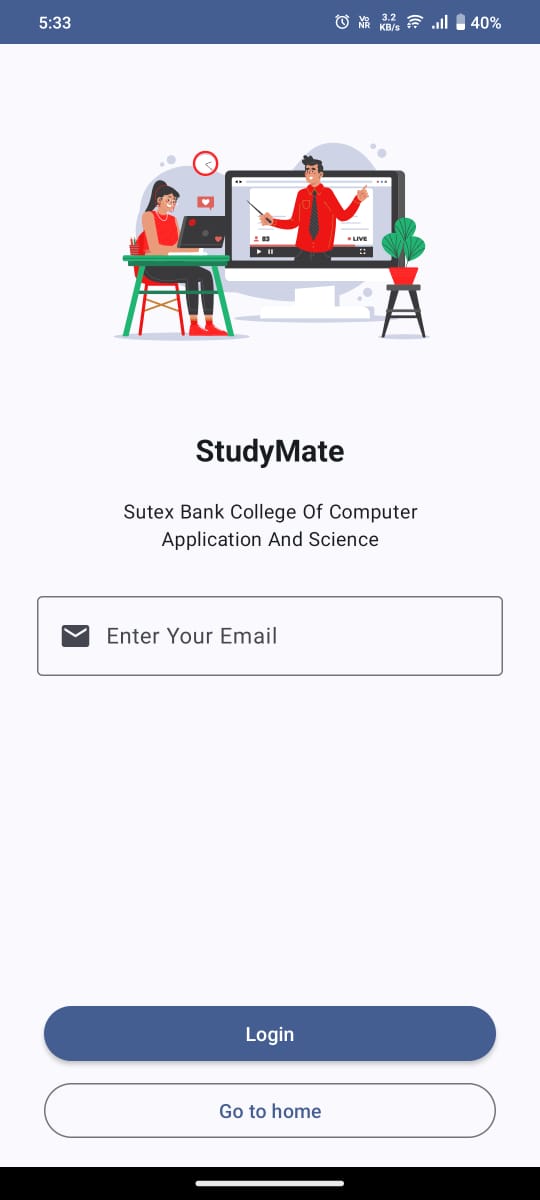 5:33
Vo
NR
3.2
KB/s
40%
83
LIVE
StudyMate
Sutex Bank College Of Computer
Application And Science
Enter Your Email
Login
Go to home